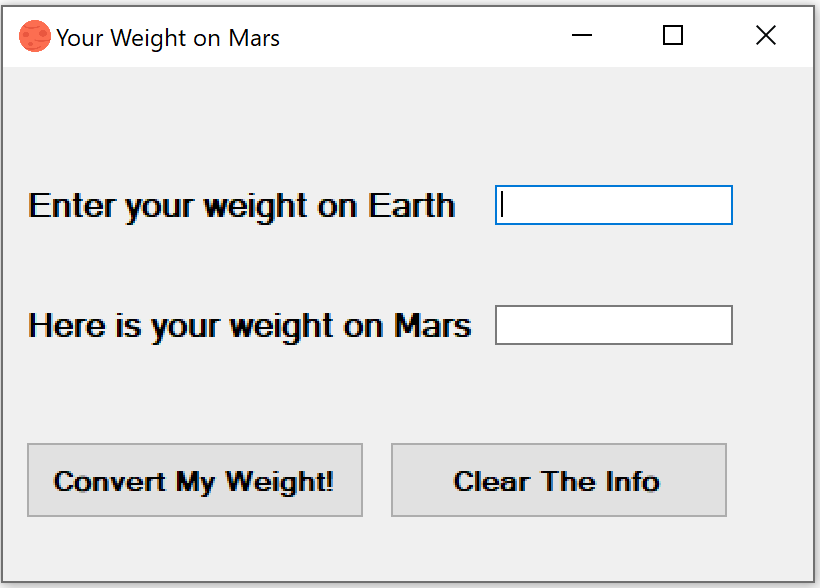 Your Weight on Mars
Enter your weight on Earth
Here is your weight on Mars
Convert My Weight! Clear The Info